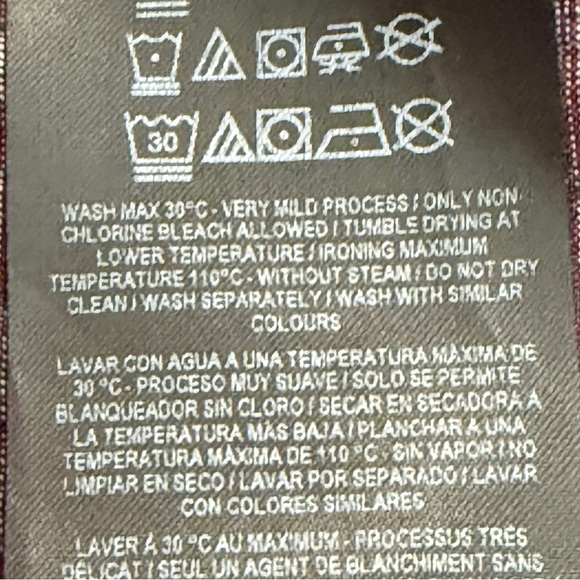 30
WASH MAX 30°C - VERY MILD PROCESS / ONLY NON-
CHLORINE BLEACH ALLOWED / TUMBLE DRYING AT
LOWER TEMPERATURE / IRONING MAXIMUM
TEMPERATURE 110°C - WITHOUT STEAM / DO NOT DRY
CLEAN / WASH SEPARATELY / WASH WITH SIMILAR
COLOURS
LAVAR CON AGUA A UNA TEMPERATURA MÁXIMA DE
30 °C - PROCESO MUY SUAVE / SOLO SE PERMITE
BLANQUEADOR SIN CLORO / SECAR EN SECADORA A
LA TEMPERATURA MÁS BAJA / PLANCHAR A UNA
TEMPERATURA MÁXIMA DE 110 °C - SIN VAPOR / NO
LIMPIAR EN SECO / LAVAR POR SEPARADO / LAVAR
CON COLORES SIMILARES
LAVER À 30 °C AU MAXIMUM - PROCESSUS TRÈS
DÉLICAT / SEUL UN AGENT DE BLANCHIMENT SANS